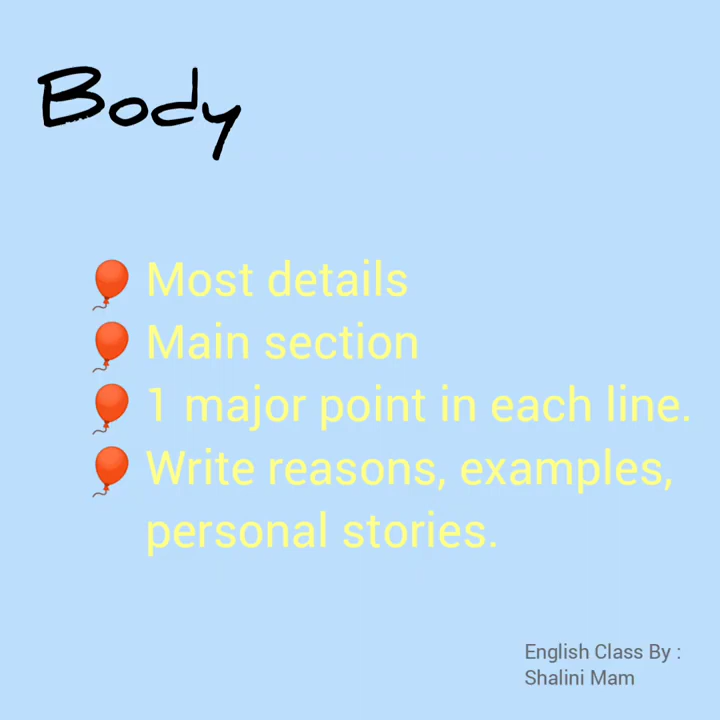 Body
🎈 Most details
🎈 Main section
🎈 1 major point in each line.
🎈 Write reasons, examples,
personal stories.
English Class By :
Shalini Mam